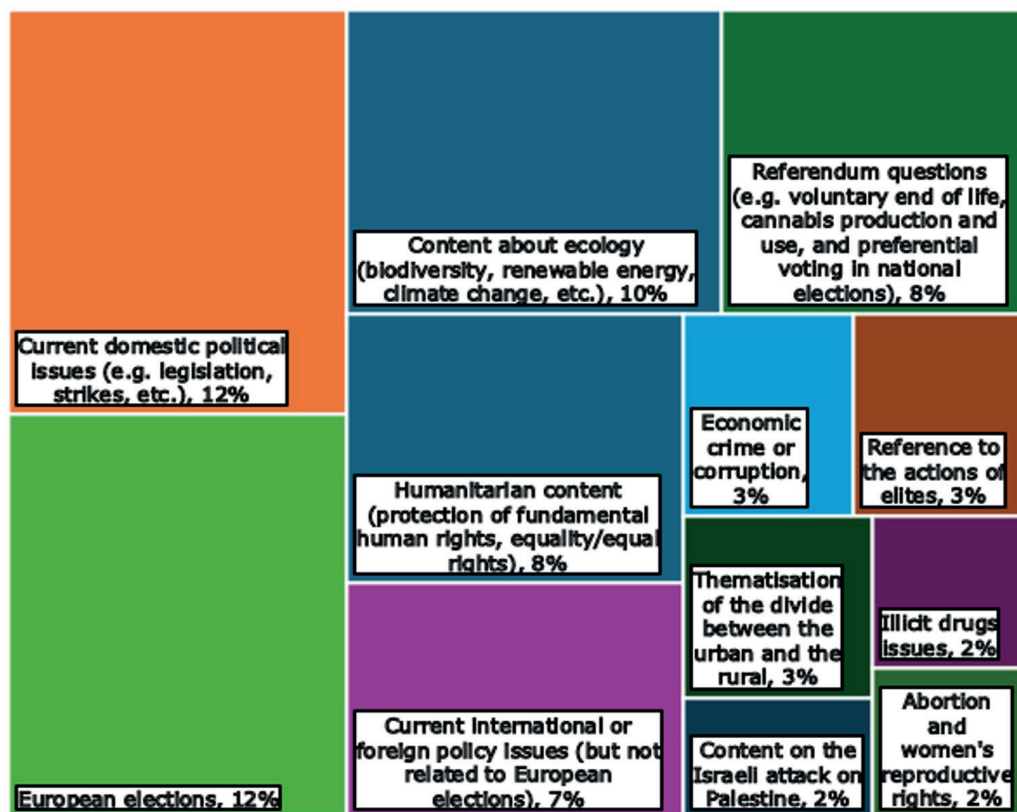 Current domestic political
issues (e.g. legislation,
strikes, etc.), 12%
European elections, 12%
Content about ecology
(biodiversity, renewable energy,
climate change, etc.), 10%
Referendum questions
(e.g. voluntary end of life,
cannabis production and
use, and preferential
voting in national
elections), 8%
Humanitarian content
(protection of fundamental
human rights, equality/equal
rights), 8%
Current international or
foreign policy issues (but not
related to European
elections), 7%
Economic
crime or
corruption,
3%
Reference to
the actions of
elites, 3%
Thematisation
of the divide
between the
urban and the
rural, 3%
Illicit drugs
issues, 2%
Content on the
Israeli attack on
Palestine, 2%
Abortion
and
women's
reproductive
rights, 2%